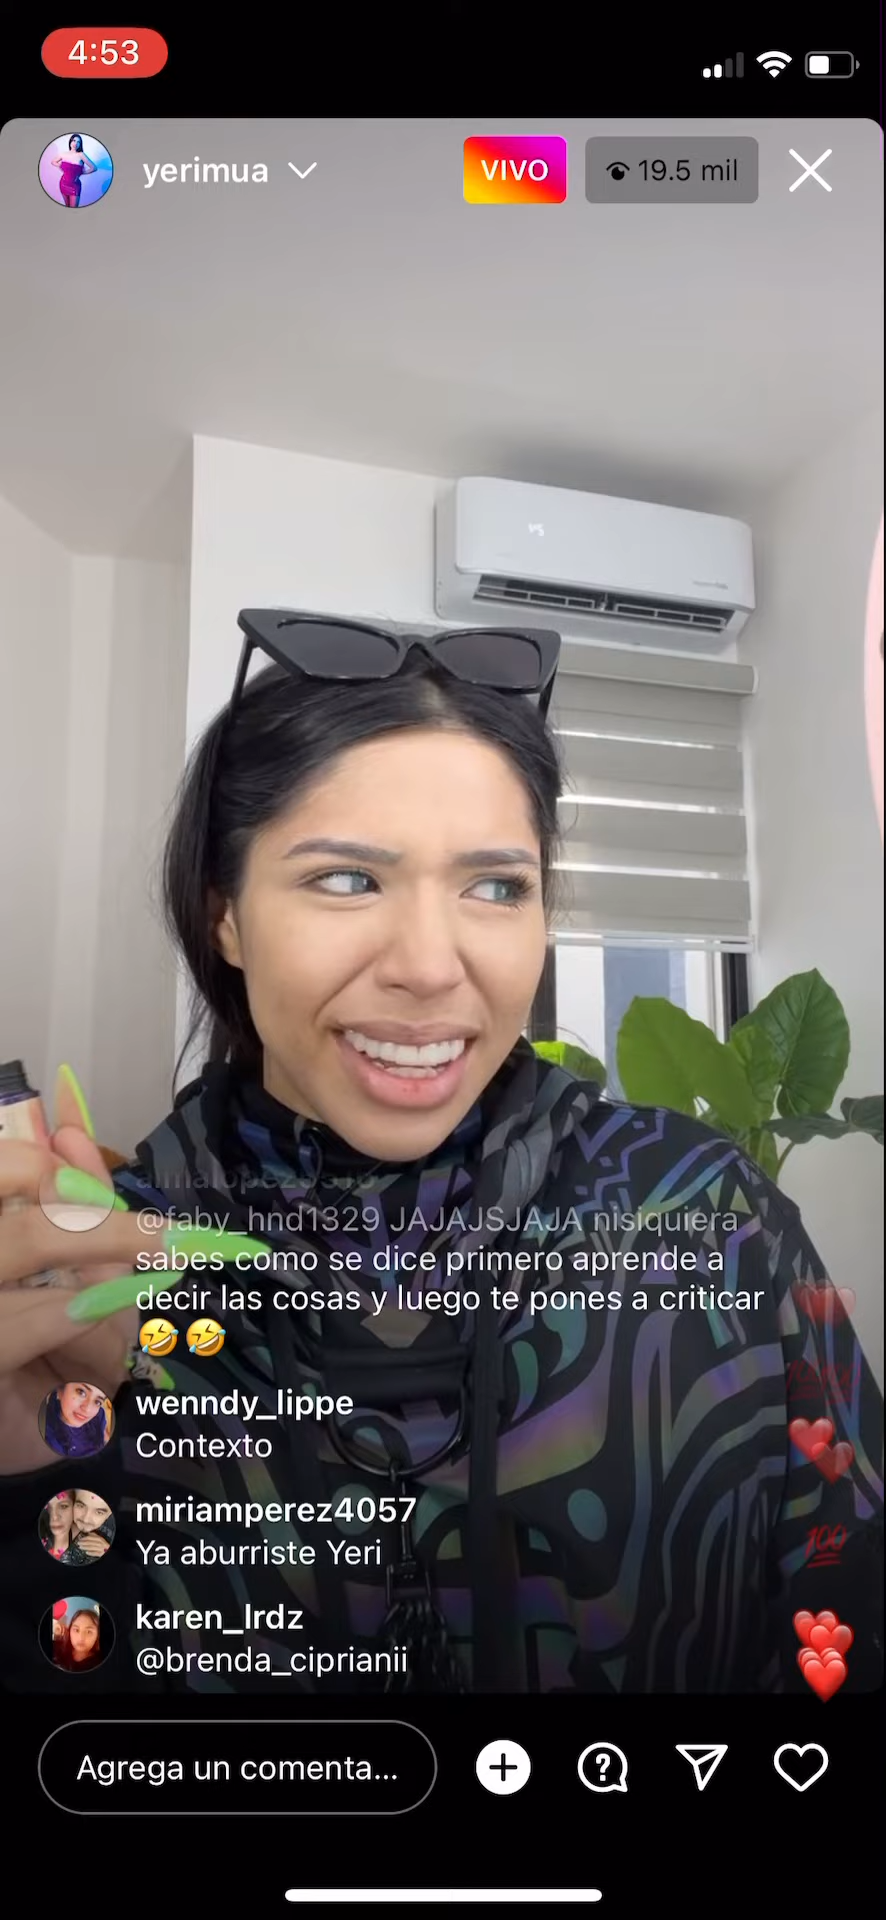 4:53
yerimua
VIVO
19.5 mil
@faby_hnd1329 JAJAJSJAJA nisiquiera
sabes como se dice primero aprende a
decir las cosas y luego te pones a criticar
🤣🤣
wenndy_lippe
Contexto
miriamperez4057
Ya aburriste Yeri
karen_lrdz
@brenda_ciprianii
100
Agrega un comenta...